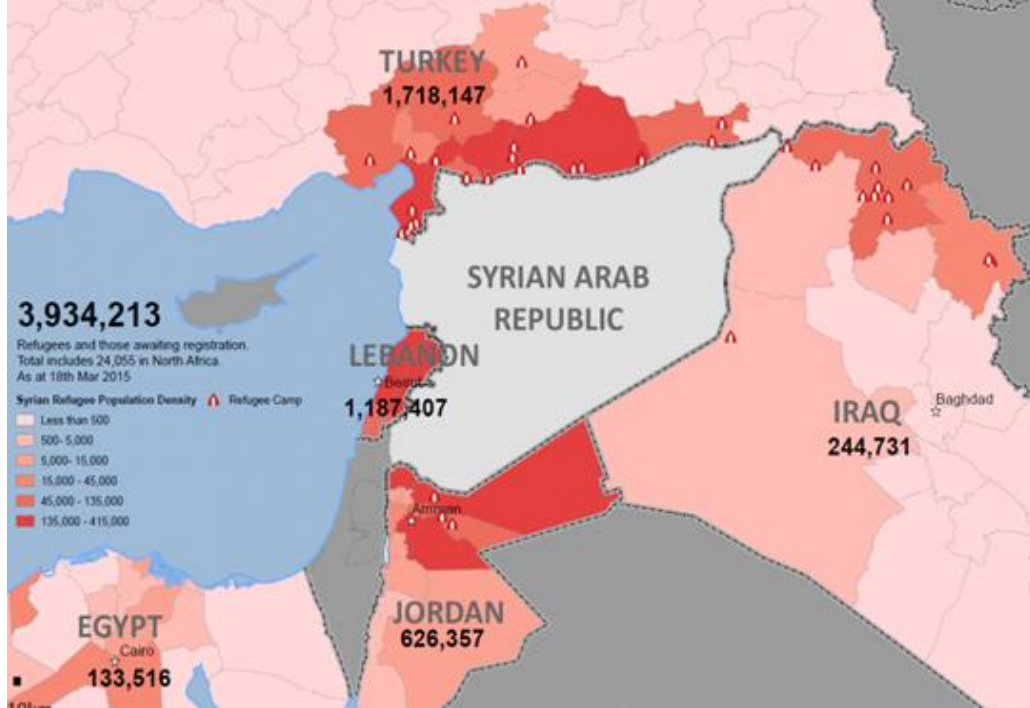 TURKEY
1,718,147
SYRIAN ARAB
REPUBLIC
3,934,213
Refugees and those awaiting registration.
Total includes 24,055 in North Africa.
As at 18th Mar 2015
LEBANON
Beirut
1,187,407
Syrian Refugee Population Density
Refugee Camp
Less than 500
500- 5,000
5,000- 15,000
15,000 - 45,000
45,000 - 135,000
135,000 - 415,000
IRAQ
Baghdad
244,731
Amman
JORDAN
626,357
EGYPT
Cairo
133,516